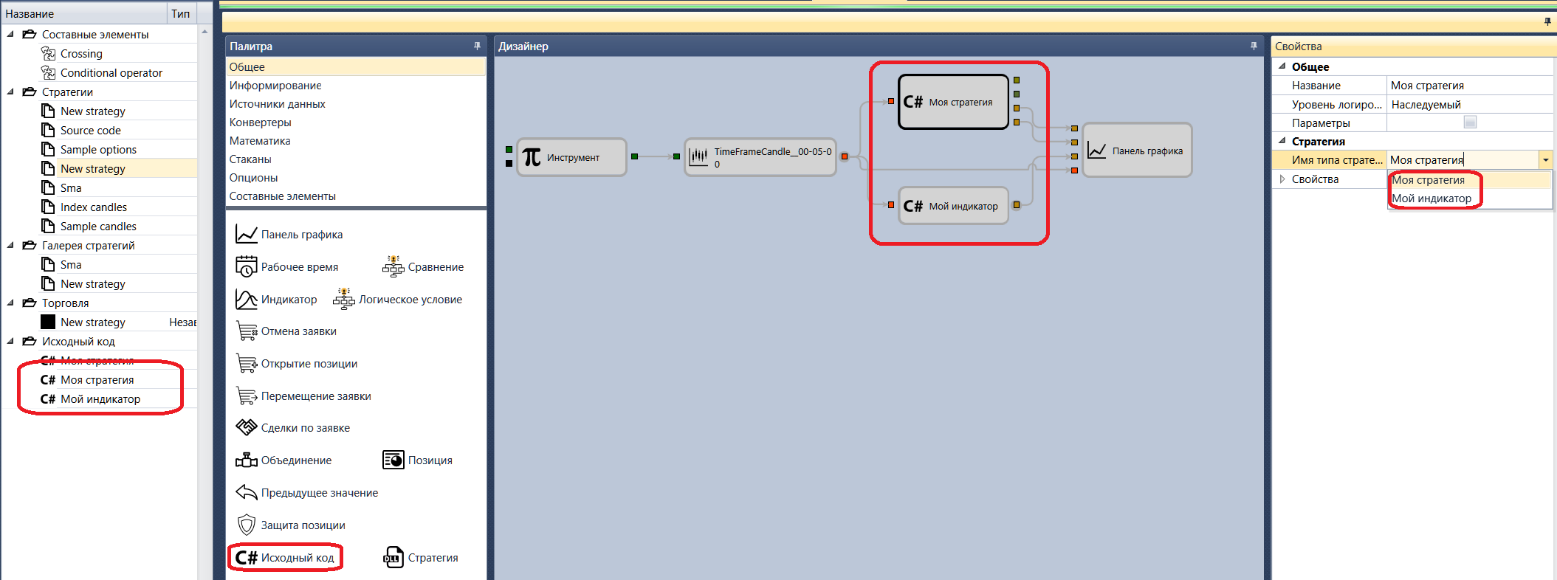 Название Тип
Составные элементы
Crossing
Conditional operator
Стратегии
New strategy
Source code
Sample options
New strategy
Sma
Index candles
Sample candles
Галерея стратегий
Sma
New strategy
Торговля
New strategy Незав
Исходный код
C# Моя стратегия
C# Моя стратегия
C# Мой индикатор
Палитра
Общее
Информирование
Источники данных
Конвертеры
Математика
Стаканы
Опционы
Составные элементы
Панель графика
Рабочее время Сравнение
Индикатор Логическое условие
Отмена заявки
Открытие позиции
Перемещение заявки
Сделки по заявке
Объединение Позиция
Предыдущее значение
Защита позиции
C# Исходный код DLL Стратегия
Дизайнер
π Инструмент
TimeFrameCandle__00-05-0
0
C# Моя стратегия
C# Мой индикатор
Панель графика
Свойства
Общее
Название Моя стратегия
Уровень логиро... Наследуемый
Параметры
Стратегия
Имя типа страте... Моя стратегия
Свойства
Моя стратегия
Мой индикатор